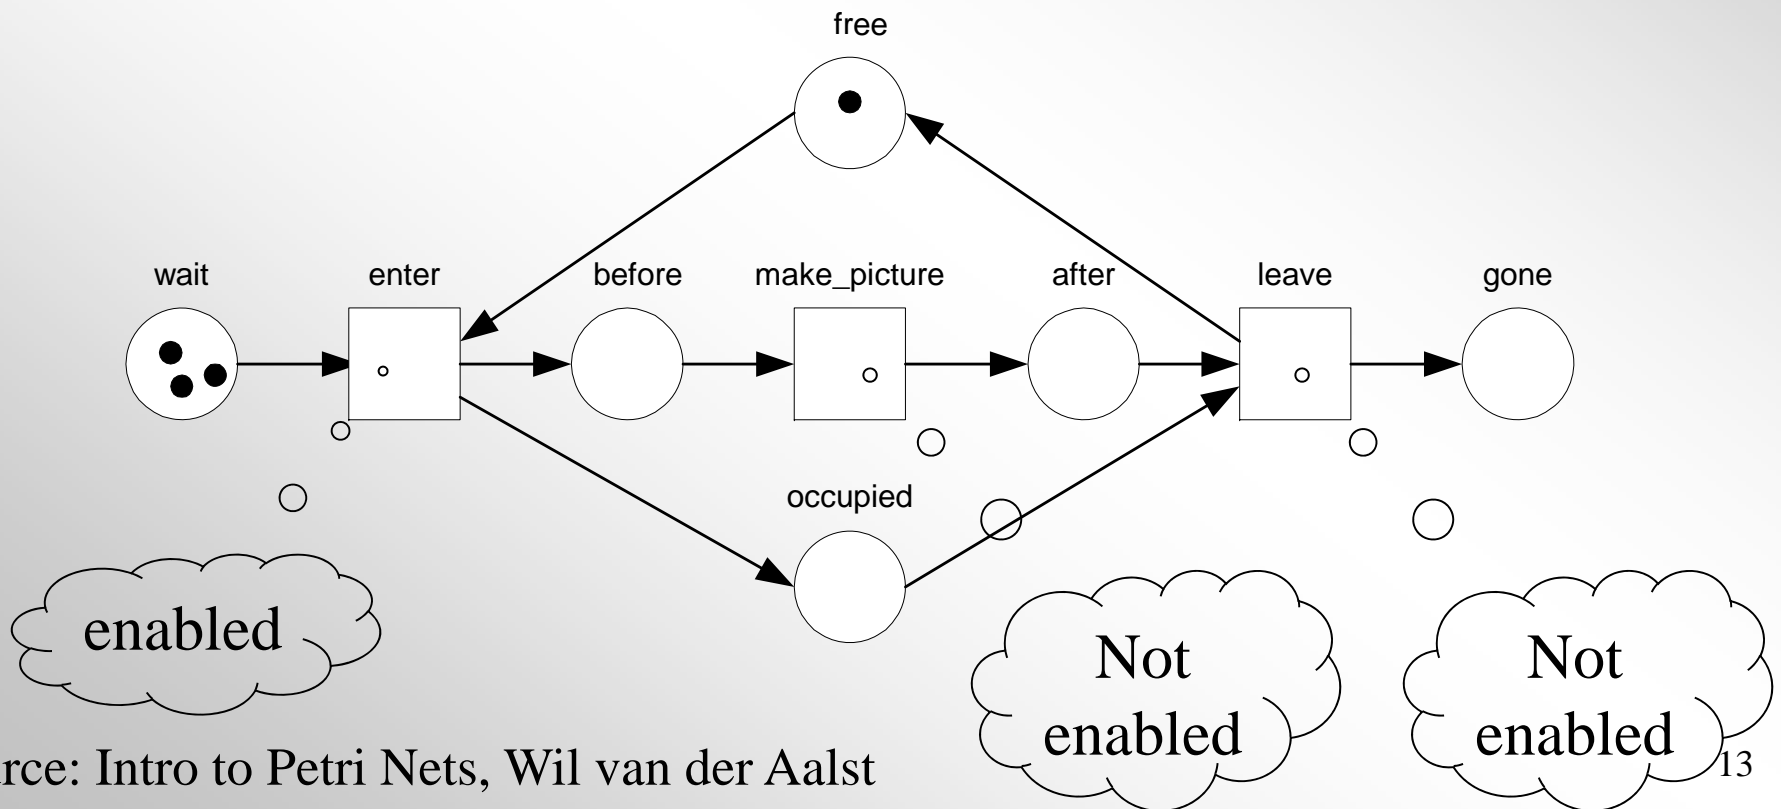 free
wait enter before make_picture after leave gone
occupied
enabled
Not
enabled
Not
enabled
rce: Intro to Petri Nets, Wil van der Aalst
13